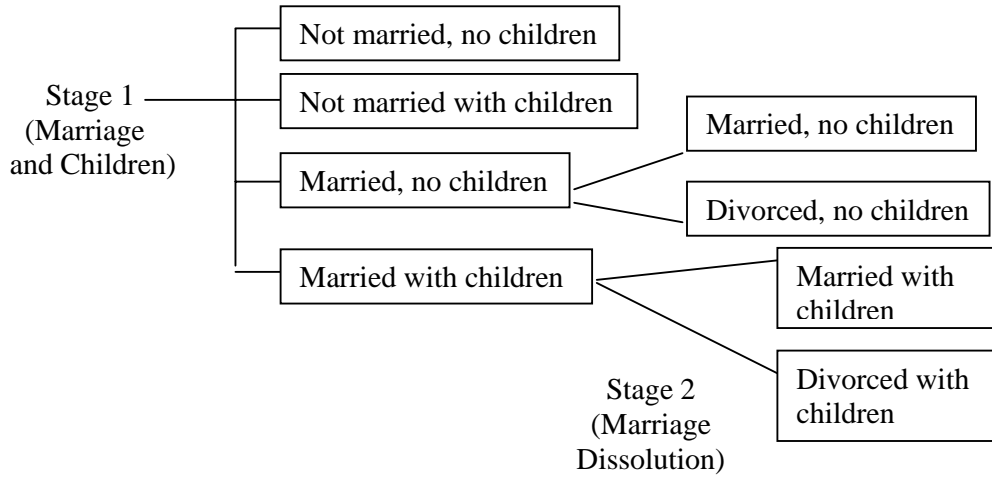 Not married, no children
Stage 1
(Marriage
and Children)
Not married with children
Married, no children
Married with children
Married, no children
Divorced, no children
Married with
children
Divorced with
children
Stage 2
(Marriage
Dissolution)